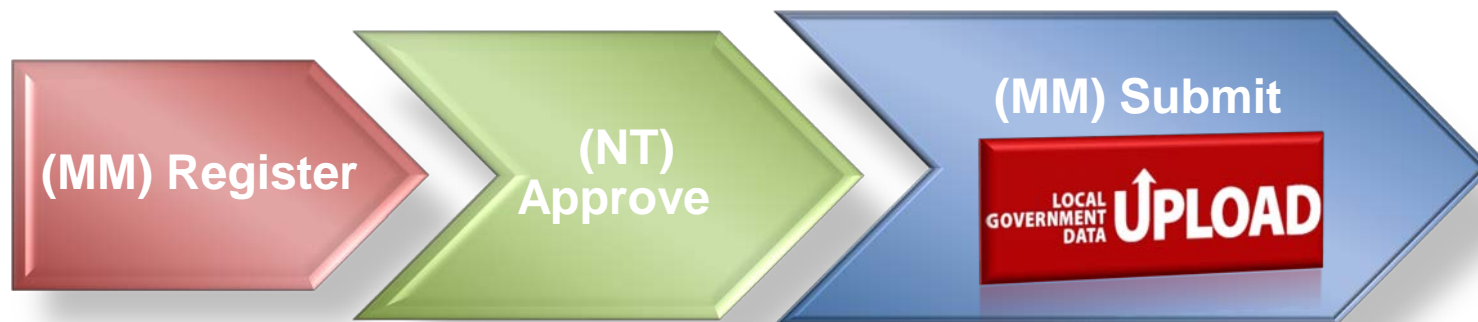 (MM) Register
(NT)
Approve
(MM) Submit
LOCAL
GOVERNMENT
DATA
UPLOAD